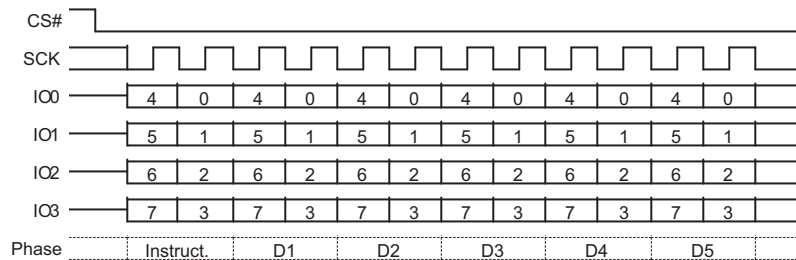 CS#
SCK
IO0 4 0 4 0 4 0 4 0 4 0 4 0
IO1 5 1 5 1 5 1 5 1 5 1 5 1
IO2 6 2 6 2 6 2 6 2 6 2 6 2
IO3 7 3 7 3 7 3 7 3 7 3 7 3
Phase Instruct. D1 D2 D3 D4 D5